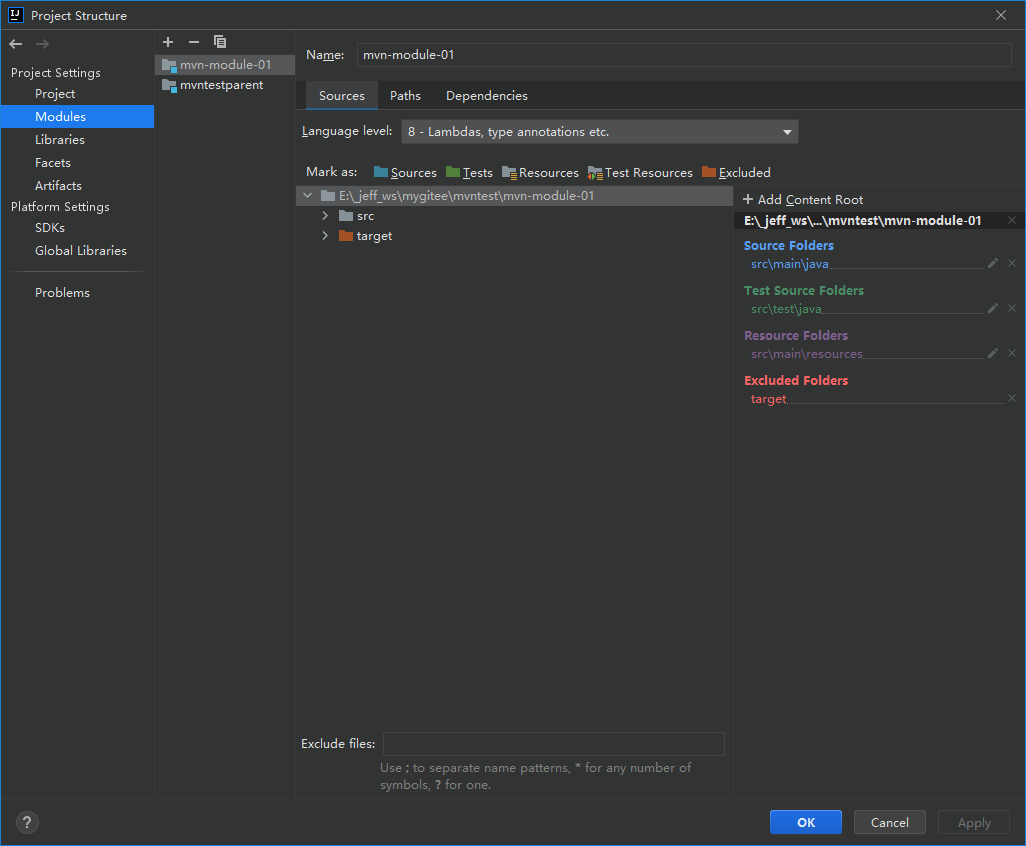 Project Structure
Project Settings
Project
Modules
Libraries
Facets
Artifacts
Platform Settings
SDKs
Global Libraries
Problems
mvn-module-01
mvntestparent
Name: mvn-module-01
Sources Paths Dependencies
Language level: 8 - Lambdas, type annotations etc.
Mark as: Sources Tests Resources Test Resources Excluded
E:\_jeff_ws\mygitee\mvntest\mvn-module-01
src
target
+ Add Content Root
E:\_jeff_ws\...\mvntest\mvn-module-01
Source Folders
src\main\java
Test Source Folders
src\test\java
Resource Folders
src\main\resources
Excluded Folders
target
Exclude files:
Use ; to separate name patterns, * for any number of
symbols, ? for one.
?
OK Cancel Apply